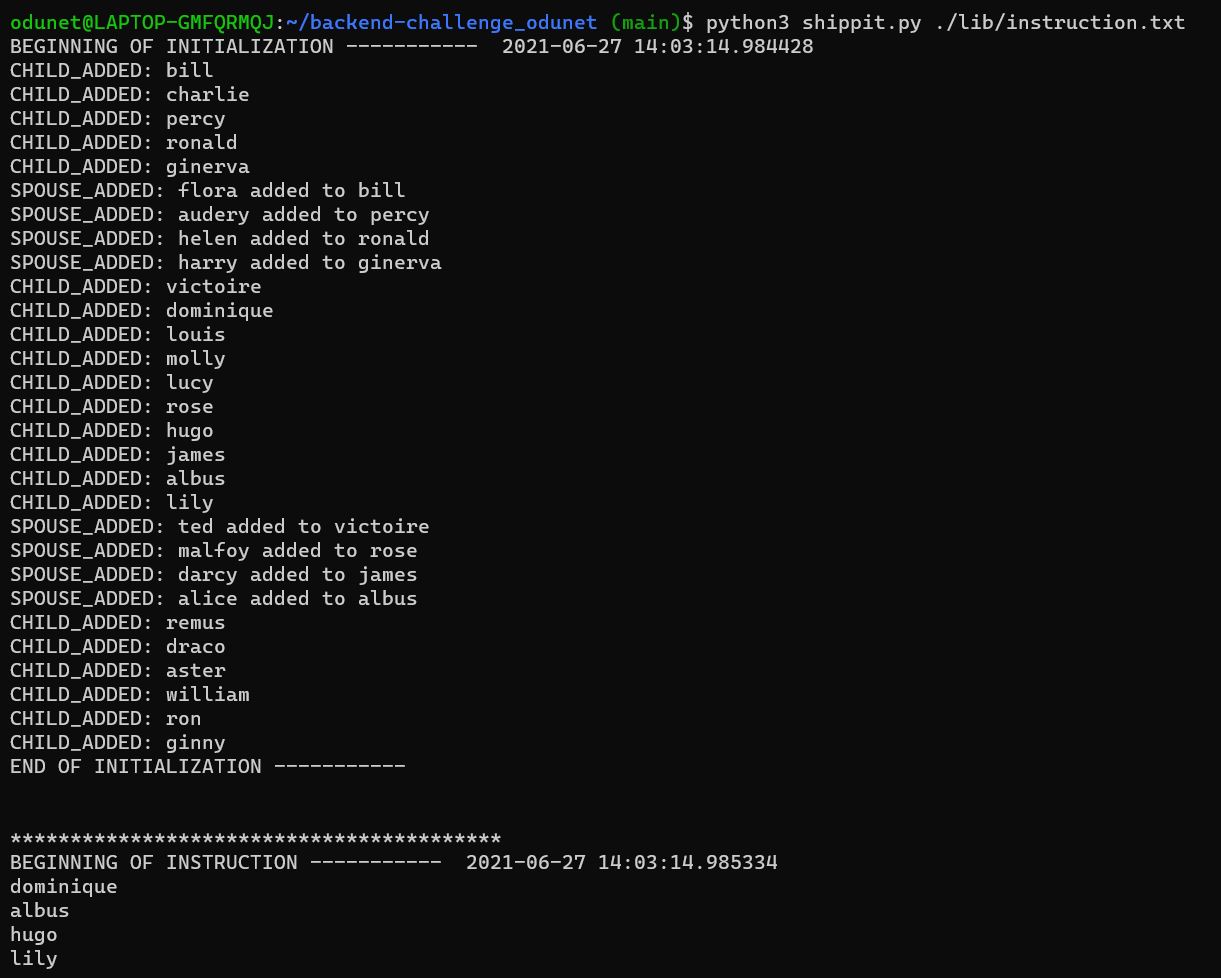 odunet@LAPTOP-GMFQRMQJ:~/backend-challenge_odunet (main)$ python3 shippit.py ./lib/instruction.txt
BEGINNING OF INITIALIZATION -----------  2021-06-27 14:03:14.984428
CHILD_ADDED: bill
CHILD_ADDED: charlie
CHILD_ADDED: percy
CHILD_ADDED: ronald
CHILD_ADDED: ginerva
SPOUSE_ADDED: flora added to bill
SPOUSE_ADDED: audery added to percy
SPOUSE_ADDED: helen added to ronald
SPOUSE_ADDED: harry added to ginerva
CHILD_ADDED: victoire
CHILD_ADDED: dominique
CHILD_ADDED: louis
CHILD_ADDED: molly
CHILD_ADDED: lucy
CHILD_ADDED: rose
CHILD_ADDED: hugo
CHILD_ADDED: james
CHILD_ADDED: albus
CHILD_ADDED: lily
SPOUSE_ADDED: ted added to victoire
SPOUSE_ADDED: malfoy added to rose
SPOUSE_ADDED: darcy added to james
SPOUSE_ADDED: alice added to albus
CHILD_ADDED: remus
CHILD_ADDED: draco
CHILD_ADDED: aster
CHILD_ADDED: william
CHILD_ADDED: ron
CHILD_ADDED: ginny
END OF INITIALIZATION -----------
*****************************************
BEGINNING OF INSTRUCTION -----------  2021-06-27 14:03:14.985334
dominique
albus
hugo
lily